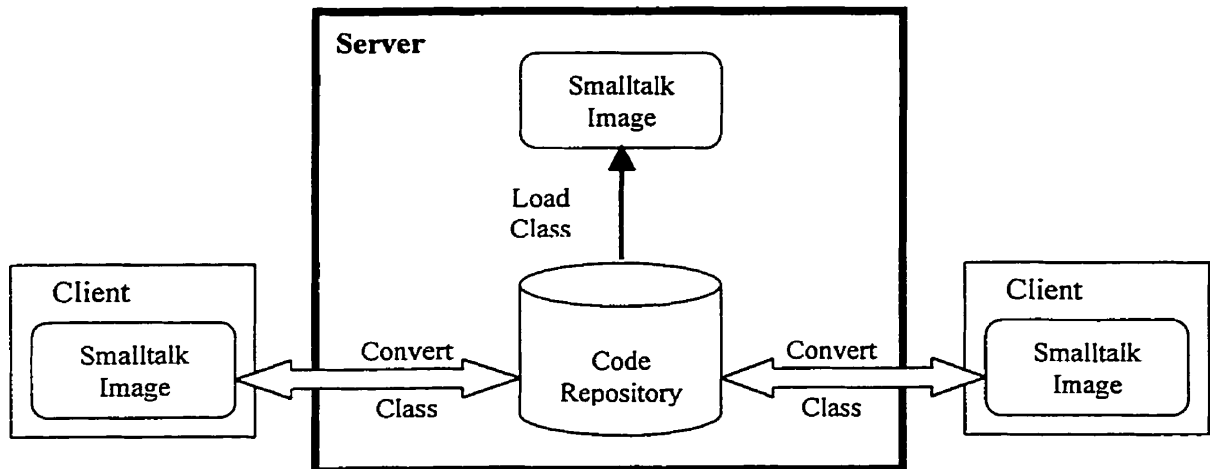 Server
Smalltalk
Image
Load
Class
Client
Smalltalk
Image
Convert
Class
Code
Repository
Convert
Class
Client
Smalltalk
Image